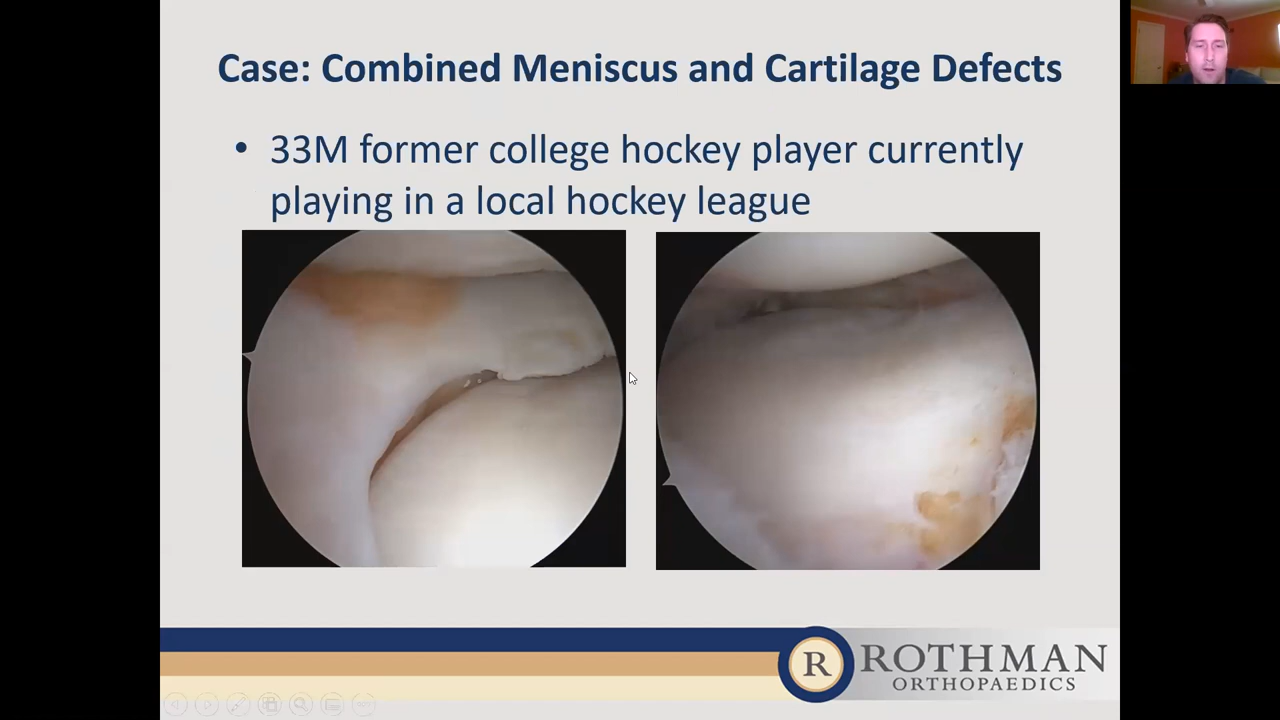 Case: Combined Meniscus and Cartilage Defects
• 33M former college hockey player currently
playing in a local hockey league
R ROTHMAN
ORTHOPAEDICS